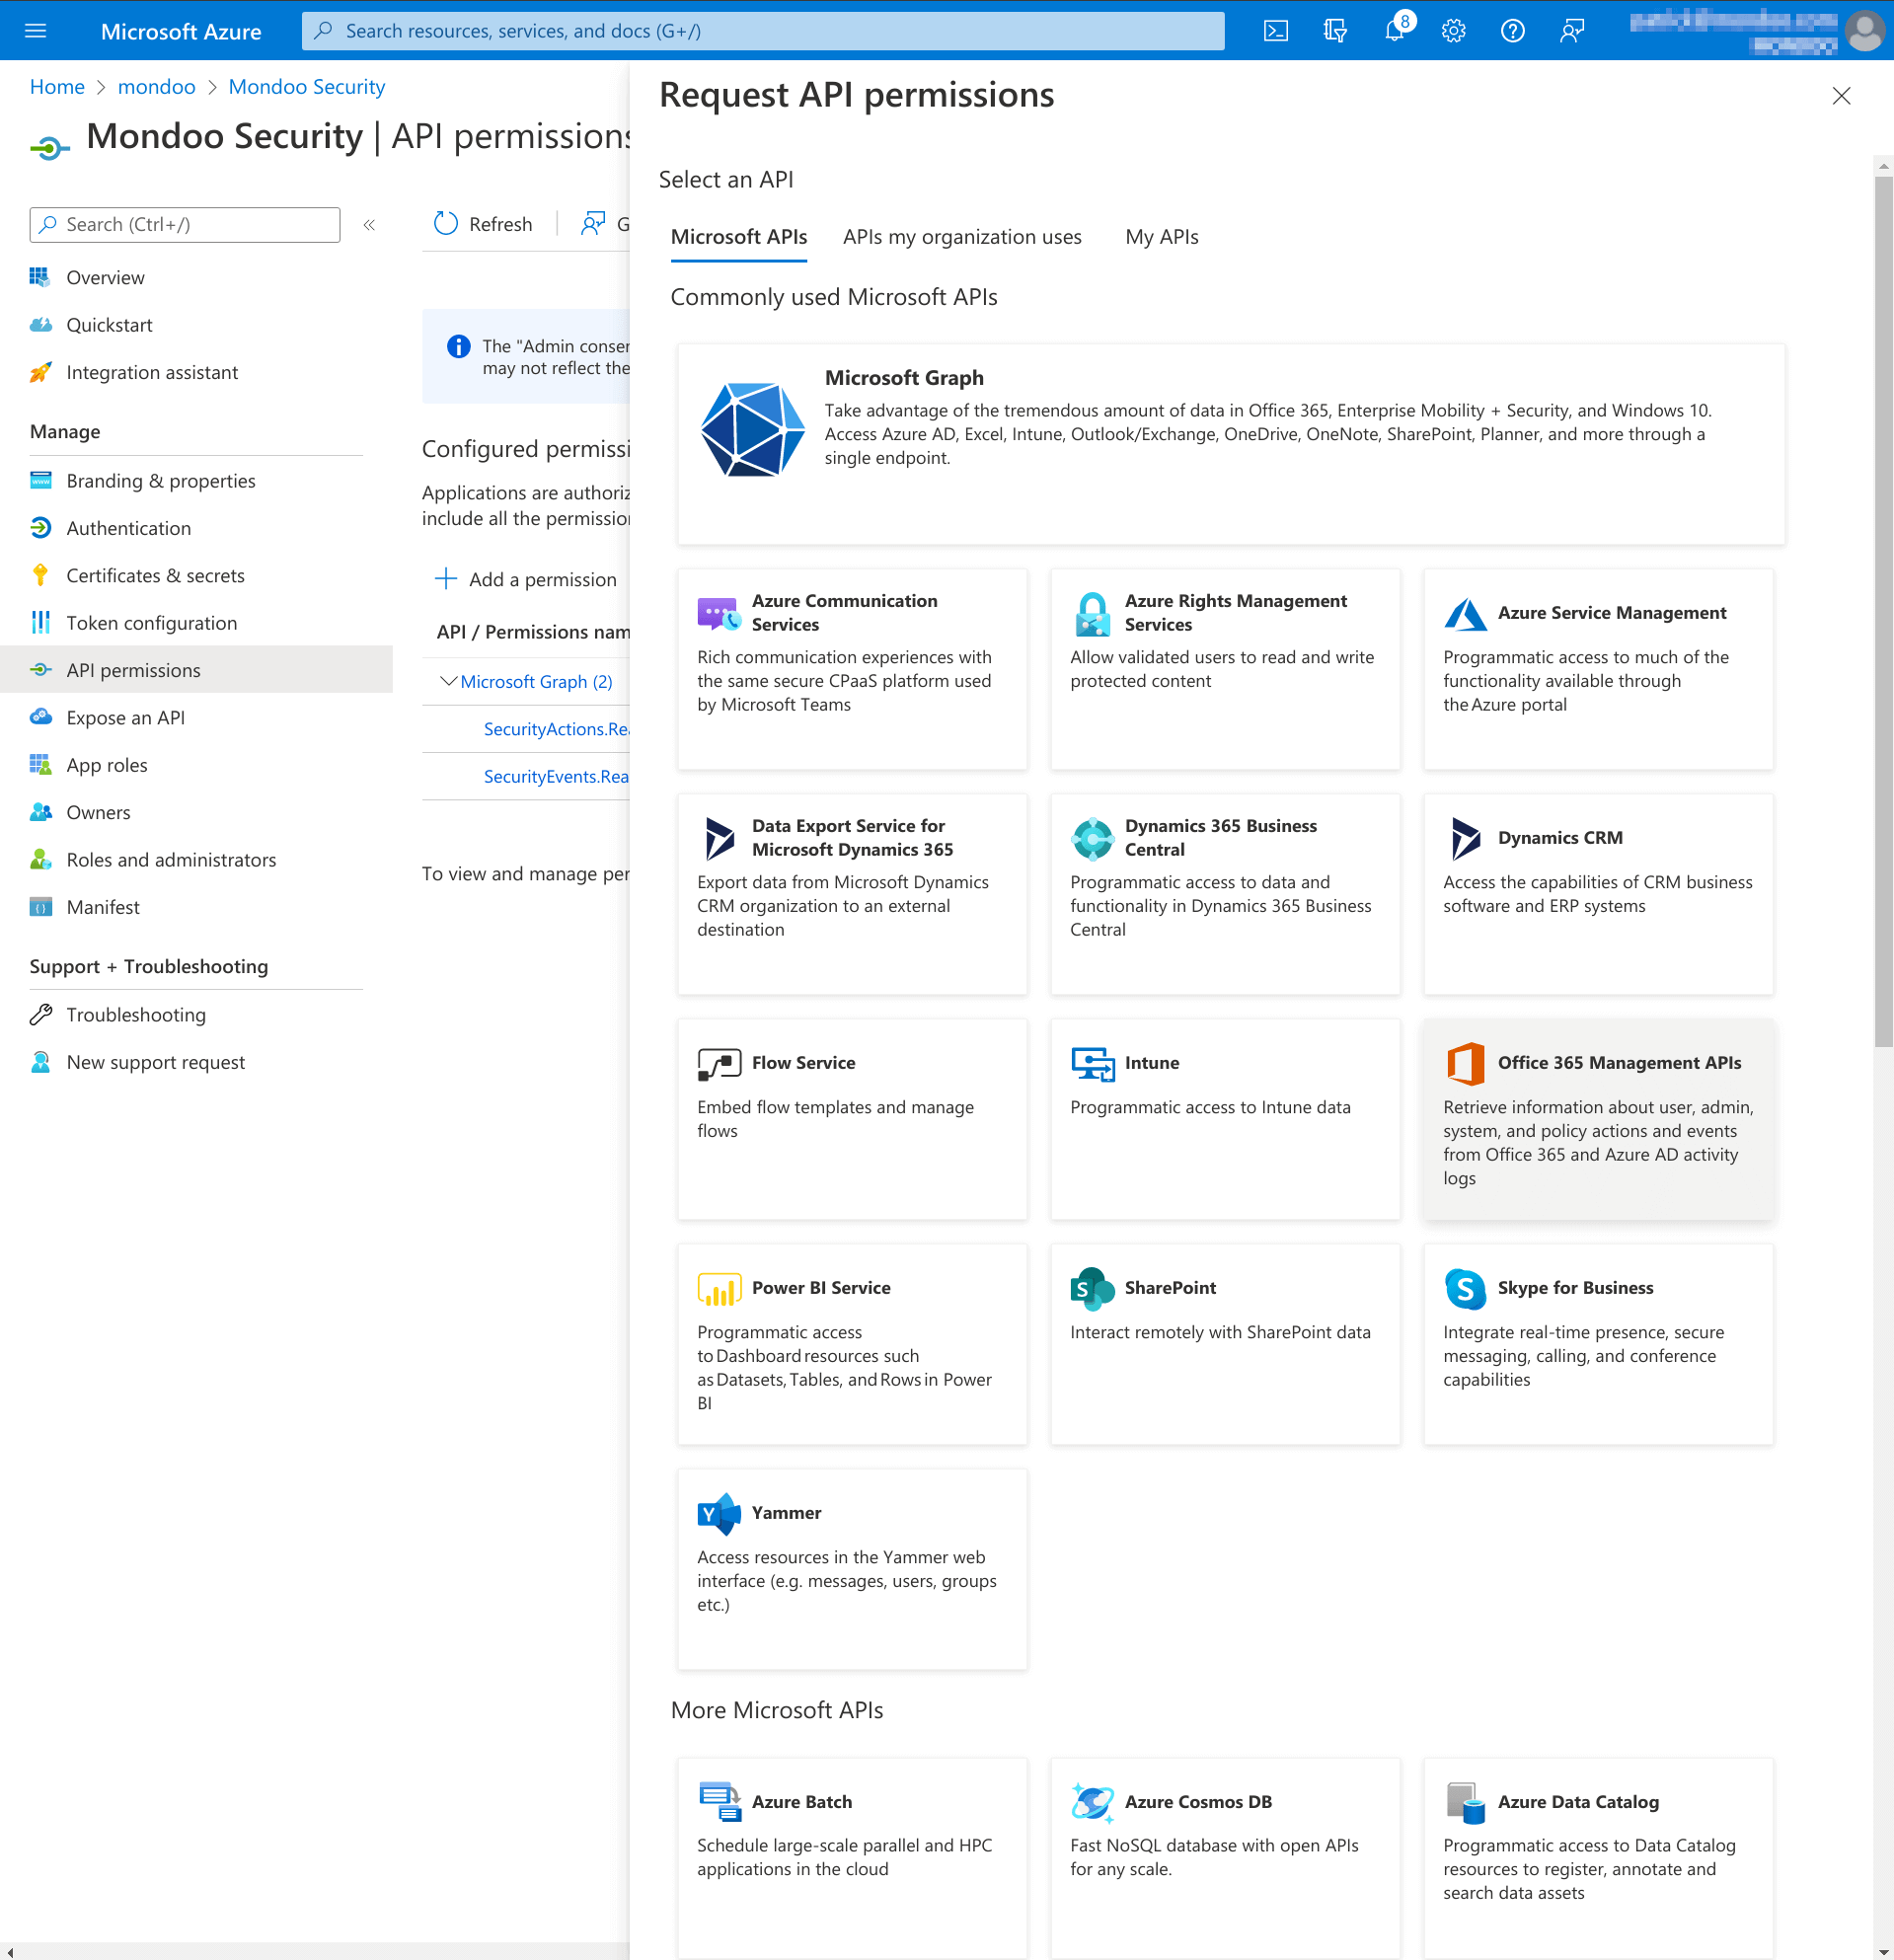 Microsoft Azure
Search resources, services, and docs (G+/)
8
Home > mondoo > Mondoo Security
Mondoo Security | API permissions
Search (Ctrl+/)
«
Overview
Quickstart
Integration assistant
Manage
Branding & properties
Authentication
Certificates & secrets
Token configuration
API permissions
Expose an API
App roles
Owners
Roles and administrators
Manifest
Support + Troubleshooting
Troubleshooting
New support request
Refresh
G
The "Admin consen
may not reflect the
Configured permissi
Applications are authoriz
include all the permission
Add a permission
API / Permissions nam
Microsoft Graph (2)
SecurityActions.Rea
SecurityEvents.Rea
To view and manage per
Request API permissions
Select an API
Microsoft APIs
APIs my organization uses
My APIs
Commonly used Microsoft APIs
Microsoft Graph
Take advantage of the tremendous amount of data in Office 365, Enterprise Mobility + Security, and Windows 10.
Access Azure AD, Excel, Intune, Outlook/Exchange, OneDrive, OneNote, SharePoint, Planner, and more through a
single endpoint.
Azure Communication
Services
Rich communication experiences with
the same secure CPaaS platform used
by Microsoft Teams
Azure Rights Management
Services
Allow validated users to read and write
protected content
Azure Service Management
Programmatic access to much of the
functionality available through
the Azure portal
Data Export Service for
Microsoft Dynamics 365
Export data from Microsoft Dynamics
CRM organization to an external
destination
Dynamics 365 Business
Central
Programmatic access to data and
functionality in Dynamics 365 Business
Central
Dynamics CRM
Access the capabilities of CRM business
software and ERP systems
Flow Service
Embed flow templates and manage
flows
Intune
Programmatic access to Intune data
Office 365 Management APIs
Retrieve information about user, admin,
system, and policy actions and events
from Office 365 and Azure AD activity
logs
Power BI Service
Programmatic access
to Dashboard resources such
as Datasets, Tables, and Rows in Power
BI
SharePoint
Interact remotely with SharePoint data
Skype for Business
Integrate real-time presence, secure
messaging, calling, and conference
capabilities
Yammer
Access resources in the Yammer web
interface (e.g. messages, users, groups
etc.)
More Microsoft APIs
Azure Batch
Schedule large-scale parallel and HPC
applications in the cloud
Azure Cosmos DB
Fast NoSQL database with open APIs
for any scale.
Azure Data Catalog
Programmatic access to Data Catalog
resources to register, annotate and
search data assets